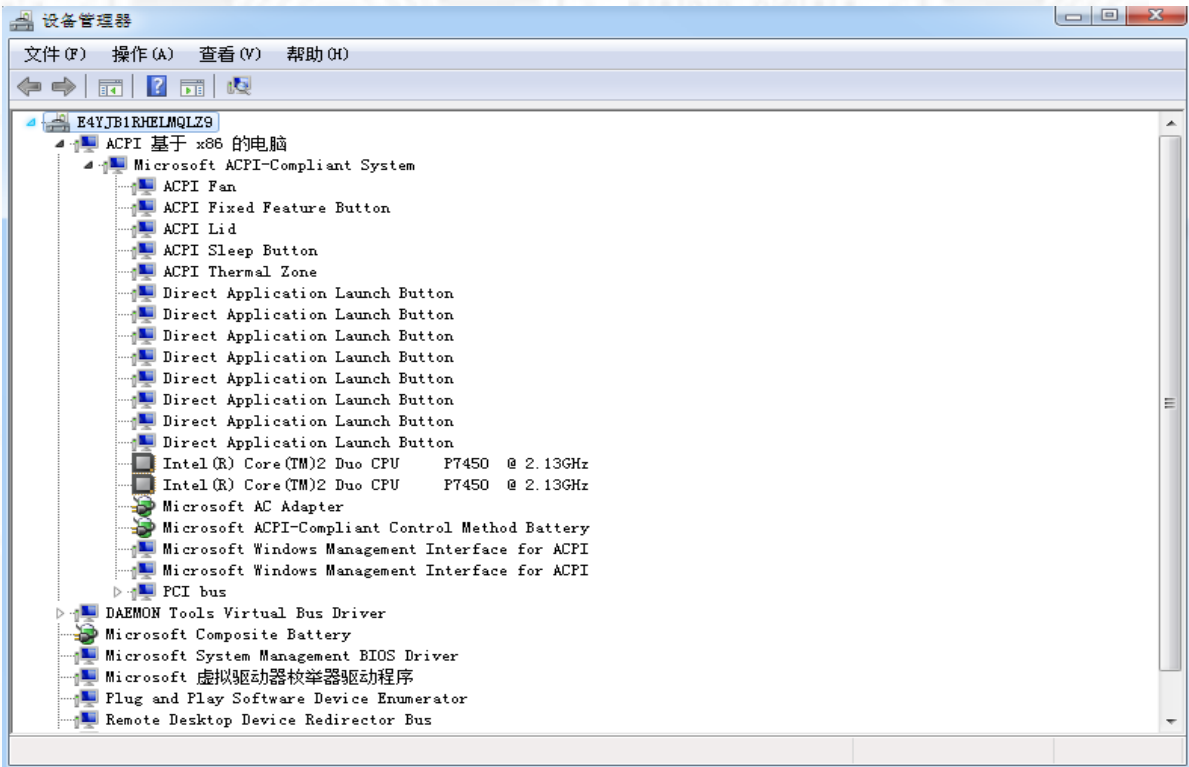 设备管理器
文件(F) 操作(A) 查看(V) 帮助(H)
E4YJB1RHELMQLZ9
ACPI 基于 x86 的电脑
Microsoft ACPI-Compliant System
ACPI Fan
ACPI Fixed Feature Button
ACPI Lid
ACPI Sleep Button
ACPI Thermal Zone
Direct Application Launch Button
Direct Application Launch Button
Direct Application Launch Button
Direct Application Launch Button
Direct Application Launch Button
Direct Application Launch Button
Direct Application Launch Button
Direct Application Launch Button
Intel(R) Core(TM)2 Duo CPU P7450 @ 2.13GHz
Intel(R) Core(TM)2 Duo CPU P7450 @ 2.13GHz
Microsoft AC Adapter
Microsoft ACPI-Compliant Control Method Battery
Microsoft Windows Management Interface for ACPI
Microsoft Windows Management Interface for ACPI
PCI bus
DAEMON Tools Virtual Bus Driver
Microsoft Composite Battery
Microsoft System Management BIOS Driver
Microsoft 虚拟驱动器枚举器驱动程序
Plug and Play Software Device Enumerator
Remote Desktop Device Redirector Bus